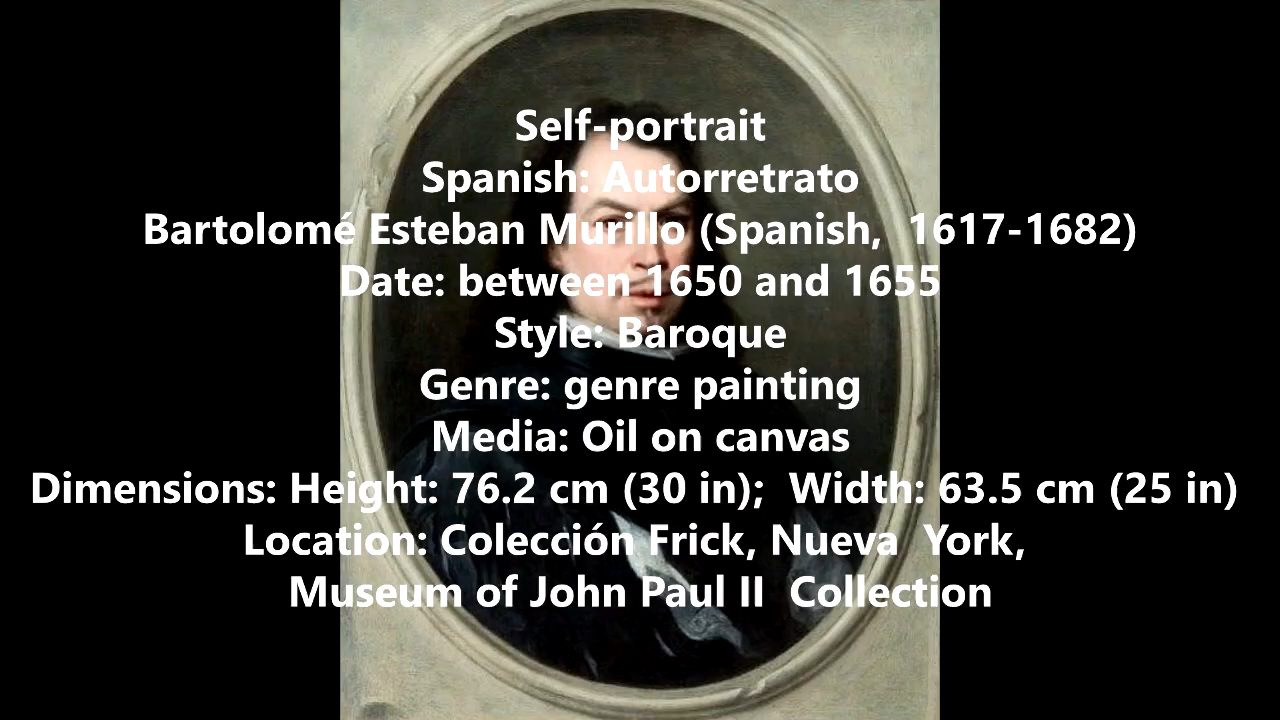 Self-portrait
Spanish: Autorretrato
Bartolomé Esteban Murillo (Spanish,  1617-1682)
Date: between 1650 and 1655
Style: Baroque
Genre: genre painting
Media: Oil on canvas
Dimensions: Height: 76.2 cm (30 in);  Width: 63.5 cm (25 in)
Location: Colección Frick, Nueva  York,
Museum of John Paul II  Collection